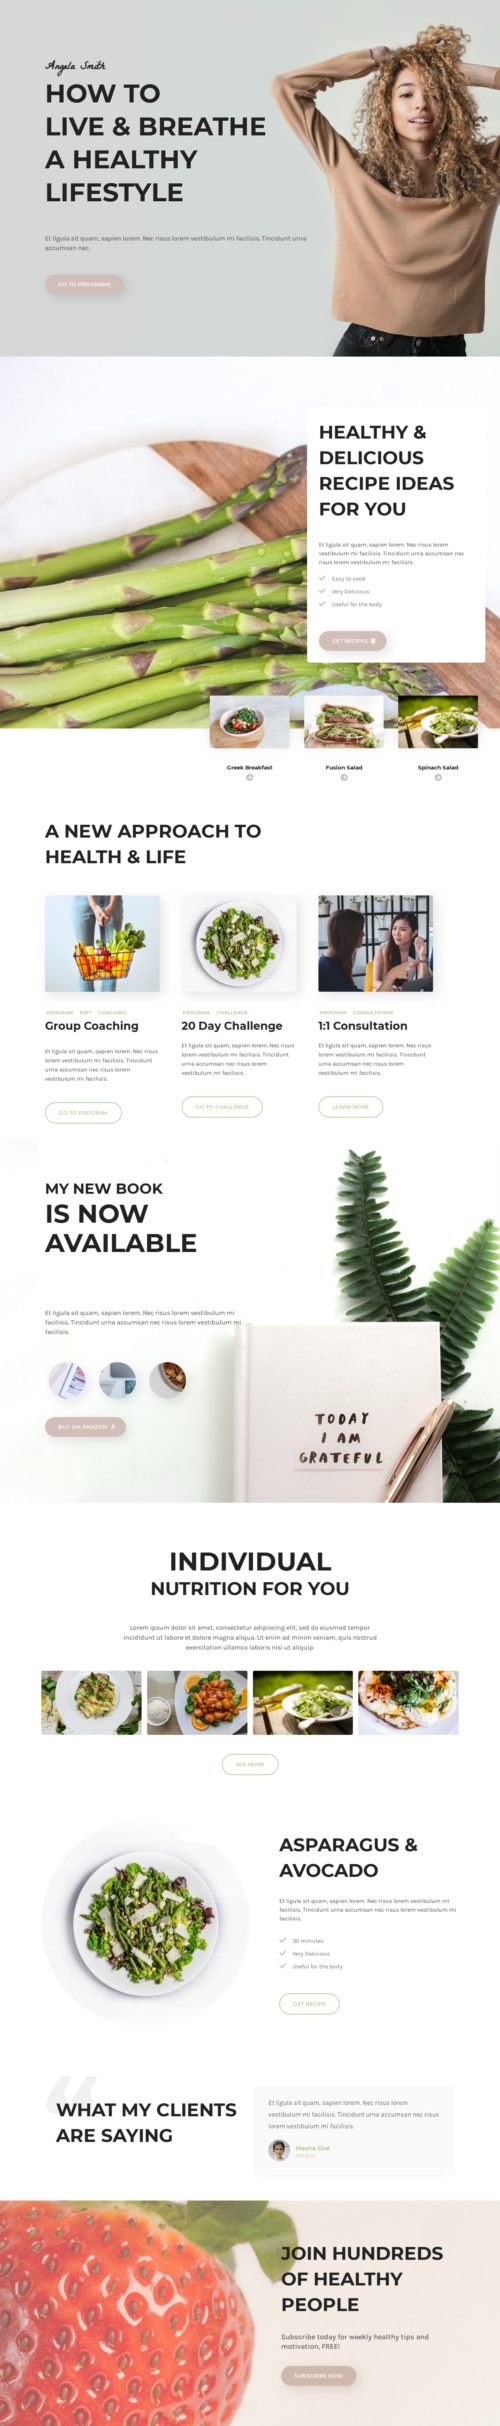 Angela Smith
HOW TO
LIVE & BREATHE
A HEALTHY
LIFESTYLE
Et ligula sit quam, sapien lorem. Nec risus lorem vestibulum mi facilisis. Tincidunt urna
accumsan nec.
GO TO PROGRAMS
HEALTHY &
DELICIOUS
RECIPE IDEAS
FOR YOU
Et ligula sit quam, sapien lorem. Nec risus lorem
vestibulum mi facilisis. Tincidunt urna accumsan nec
risus lorem vestibulum mi facilisis.
Easy to cook
Very Delicious
Useful for the body
GET RECIPES
Greek Breakfast
Fusion Salad
Spinach Salad
A NEW APPROACH TO
HEALTH & LIFE
PROGRAM DIET COACHING
Group Coaching
Et ligula sit quam, sapien lorem. Nec risus
lorem vestibulum mi facilisis. Tincidunt
urna accumsan nec risus lorem
vestibulum mi facilisis.
GO TO PROGRAM
PROGRAM CHALLENGE
20 Day Challenge
Et ligula sit quam, sapien lorem. Nec risus
lorem vestibulum mi facilisis. Tincidunt
urna accumsan nec risus lorem
vestibulum mi facilisis.
GO TO CHALLENGE
PROGRAM CONSULTATION
1:1 Consultation
Et ligula sit quam, sapien lorem. Nec risus
lorem vestibulum mi facilisis. Tincidunt
urna accumsan nec risus lorem
vestibulum mi facilisis.
LEARN MORE
MY NEW BOOK
IS NOW
AVAILABLE
Et ligula sit quam, sapien lorem. Nec risus lorem vestibulum mi
facilisis. Tincidunt urna accumsan nec risus lorem vestibulum mi
facilisis.
BUY ON AMAZON
TODAY
I AM
GRATEFUL
INDIVIDUAL
NUTRITION FOR YOU
Lorem ipsum dolor sit amet, consectetur adipiscing elit, sed do eiusmod tempor
incididunt ut labore et dolore magna aliqua. Ut enim ad minim veniam, quis nostrud
exercitation ullamco laboris nisi ut aliquip.
SEE MORE
ASPARAGUS &
AVOCADO
Et ligula sit quam, sapien lorem. Nec risus lorem vestibulum mi
facilisis. Tincidunt urna accumsan nec risus lorem vestibulum mi
facilisis.
30 minutes
Very Delicious
Useful for the body
GET RECIPE
“
WHAT MY CLIENTS
ARE SAYING
Et ligula sit quam, sapien lorem. Nec risus lorem
vestibulum mi facilisis. Tincidunt urna accumsan nec risus
lorem vestibulum mi facilisis.
Masha Doe
Designer
JOIN HUNDREDS
OF HEALTHY
PEOPLE
Subscribe today for weekly healthy tips and
motivation, FREE!
SUBSCRIBE NOW